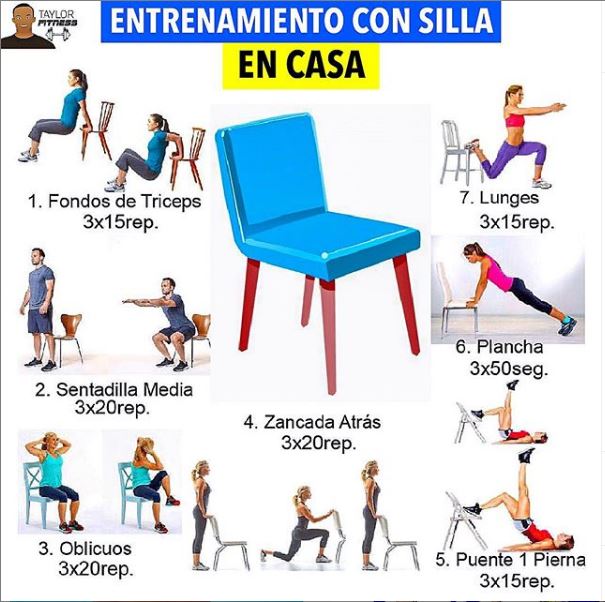 TAYLOR
FITNESS
ENTRENAMIENTO CON SILLA
EN CASA
1. Fondos de Triceps
3x15rep.
2. Sentadilla Media
3x20rep.
3. Oblicuos
3x20rep.
4. Zancada Atrás
3x20rep.
5. Puente 1 Pierna
3x15rep.
6. Plancha
3x50seg.
7. Lunges
3x15rep.